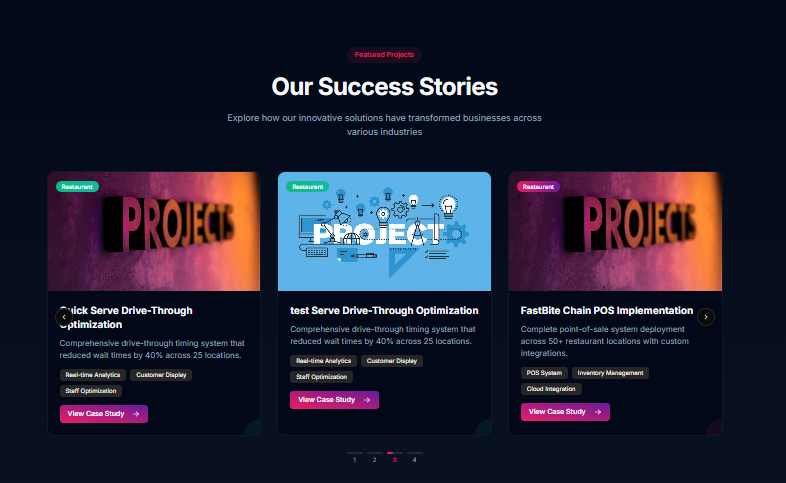 Featured Projects
Our Success Stories
Explore how our innovative solutions have transformed businesses across
various industries
Restaurant
PROJECTS
Quick Serve Drive-Through
Optimization
Comprehensive drive-through timing system that
reduced wait times by 40% across 25 locations.
Real-time Analytics
Customer Display
Staff Optimization
View Case Study →
Restaurant
PROJECT
test Serve Drive-Through Optimization
Comprehensive drive-through timing system that
reduced wait times by 40% across 25 locations.
Real-time Analytics
Customer Display
Staff Optimization
View Case Study →
Restaurant
PROJECTS
FastBite Chain POS Implementation
Complete point-of-sale system deployment
across 50+ restaurant locations with custom
integrations.
POS System
Inventory Management
Cloud Integration
View Case Study →
1 2 3 4